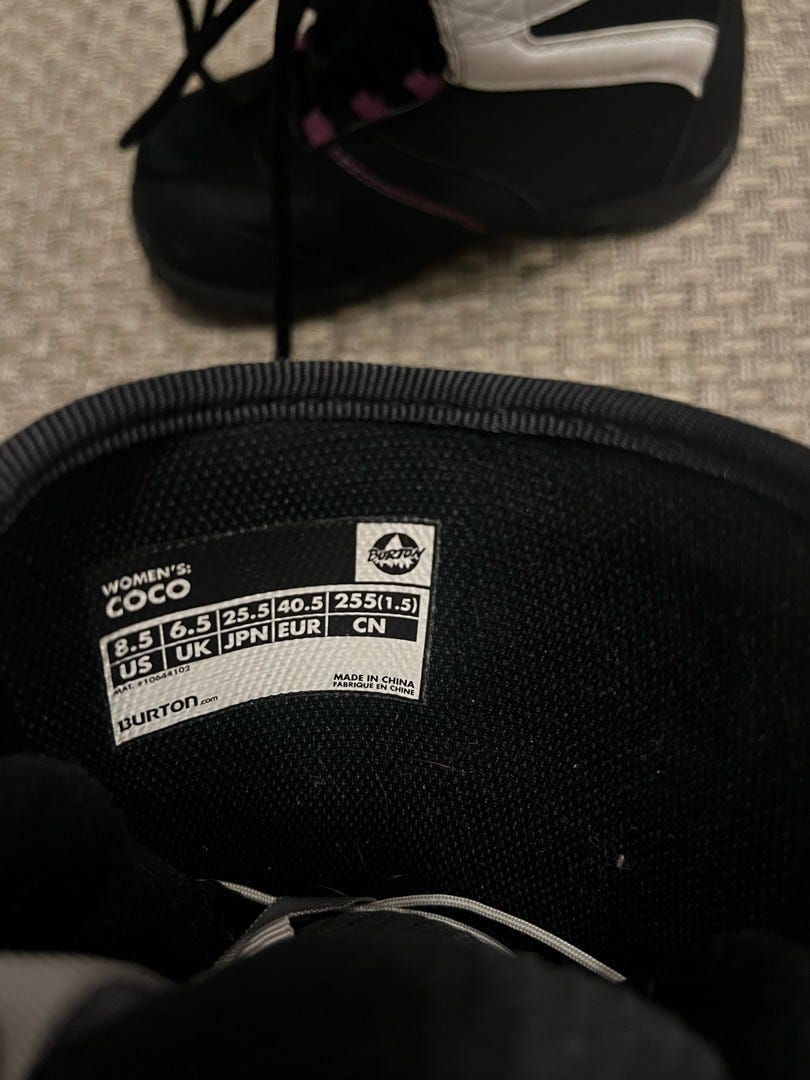 BURTON
WOMEN'S:
COCO
8.5 6.5 25.5 40.5 255(1.5)
US UK JPN EUR CN
MAT. #10644102
MADE IN CHINA
FABRIQUE EN CHINE
BURTON.com